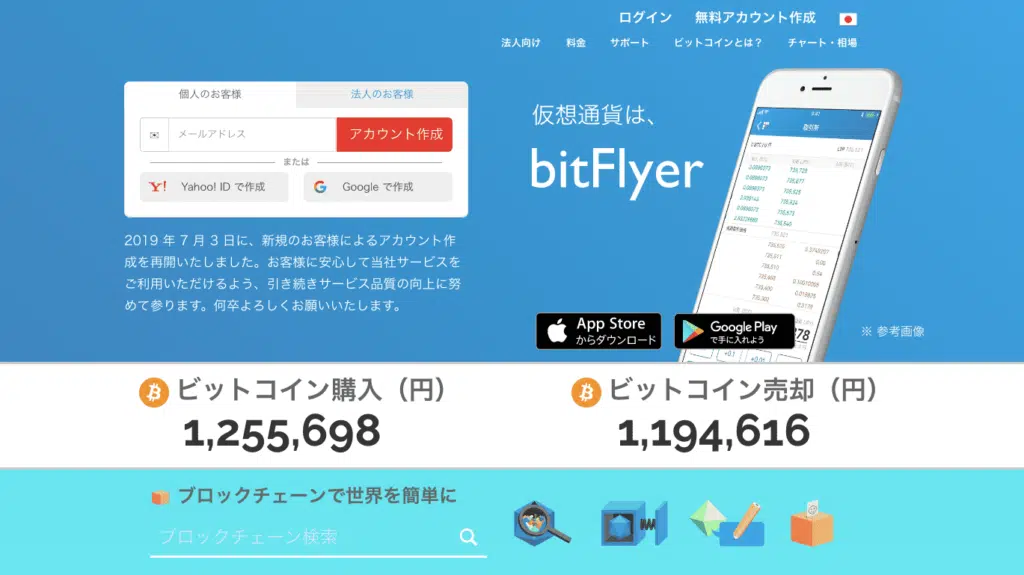 ログイン 無料アカウント作成
法人向け 料金 サポート ビットコインとは？ チャート・相場
個人のお客様 法人のお客様
メールアドレス アカウント作成
または
Yahoo! ID で作成 Google で作成
2019 年 7 月 3 日に、新規のお客様によるアカウント作
成を再開いたしました。お客様に安心して当社サービスを
ご利用いただけるよう、引き続きサービス品質の向上に努
めて参ります。何卒よろしくお願いいたします。
仮想通貨は、
bitFlyer
App Store
からダウンロード
Google Play
で手に入れよう
※ 参考画像
ビットコイン購入（円）
1,255,698
ビットコイン売却（円）
1,194,616
ブロックチェーンで世界を簡単に
ブロックチェーン検索